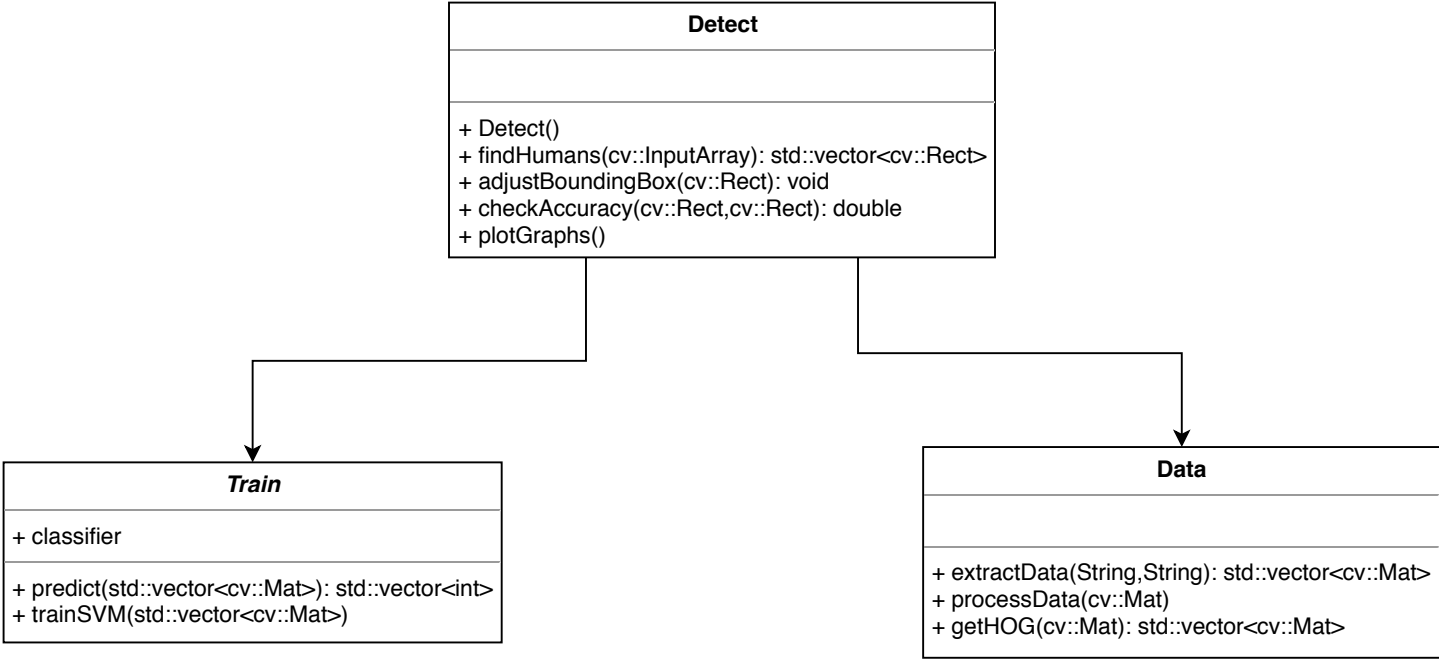 Detect
+ Detect()
+ findHumans(cv::InputArray): std::vector<cv::Rect>
+ adjustBoundingBox(cv::Rect): void
+ checkAccuracy(cv::Rect,cv::Rect): double
+ plotGraphs()
Train
+ classifier
+ predict(std::vector<cv::Mat>): std::vector<int>
+ trainSVM(std::vector<cv::Mat>)
Data
+ extractData(String,String): std::vector<cv::Mat>
+ processData(cv::Mat)
+ getHOG(cv::Mat): std::vector<cv::Mat>